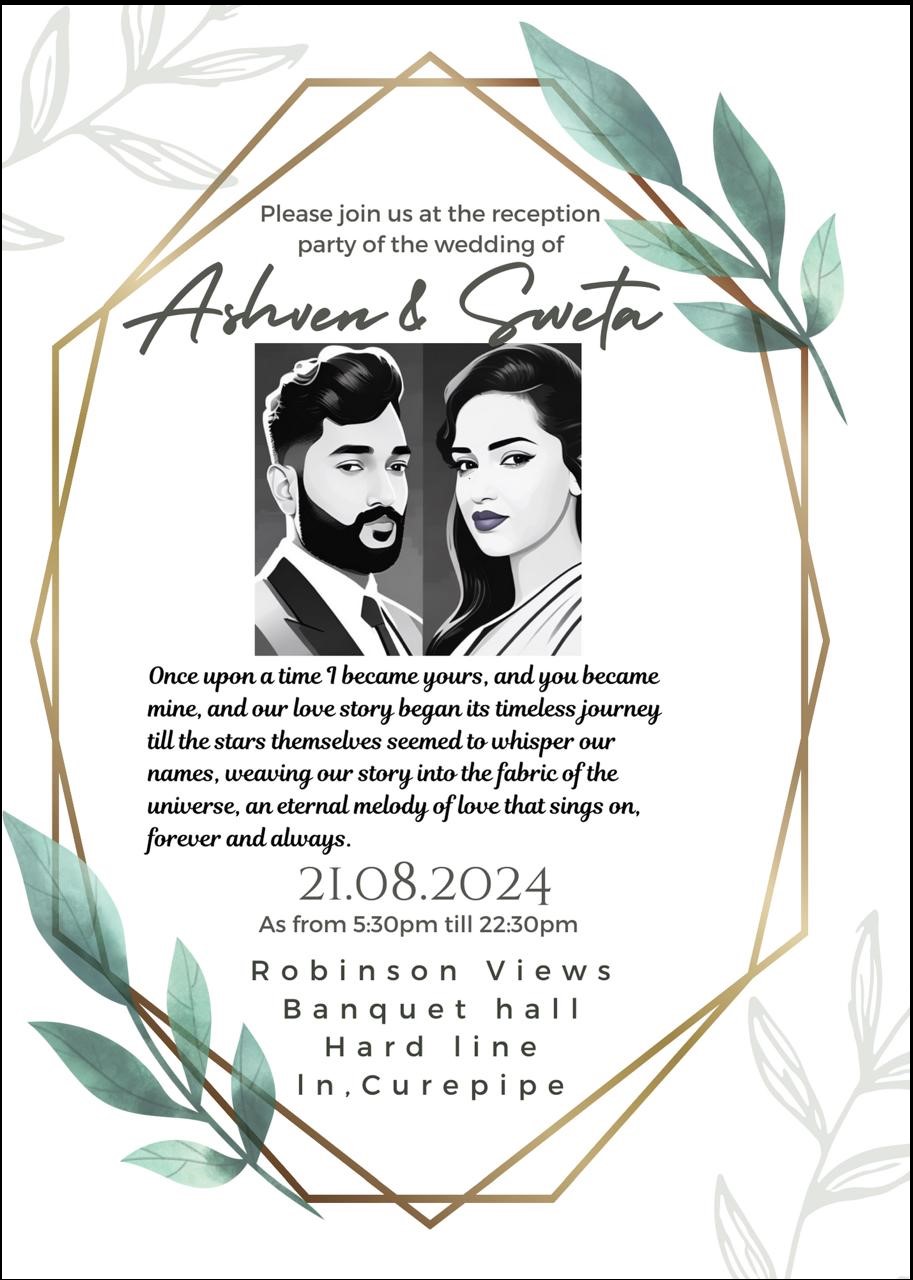 Please join us at the reception
party of the wedding of
Ashven & Sweta
Once upon a time I became yours, and you became
mine, and our love story began its timeless journey
till the stars themselves seemed to whisper our
names, weaving our story into the fabric of the
universe, an eternal melody of love that sings on,
forever and always.
21.08.2024
As from 5:30pm till 22:30pm
Robinson Views
Banquet hall
Hard line
ln,Curepipe